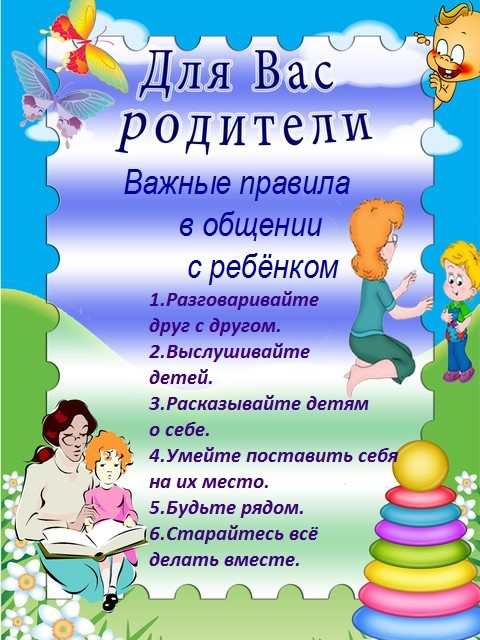 Для Вас
родители
Важные правила
в общении
с ребёнком
1.Разговаривайте
друг с другом.
2.Выслушивайте
детей.
3.Расказывайте детям
о себе.
4.Умейте поставить себя
на их место.
5.Будьте рядом.
6.Старайтесь всё
делать вместе.